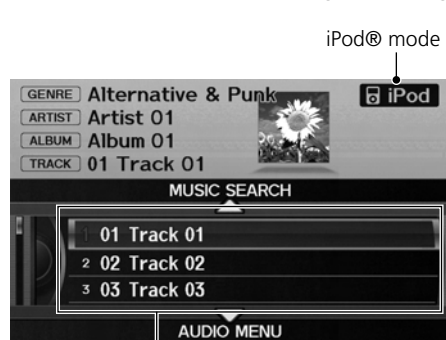 iPod® mode
GENRE Alternative & Punk
iPod
ARTIST Artist 01
ALBUM Album 01
TRACK 01 Track 01
MUSIC SEARCH
1 01 Track 01
2 02 Track 02
3 03 Track 03
AUDIO MENU